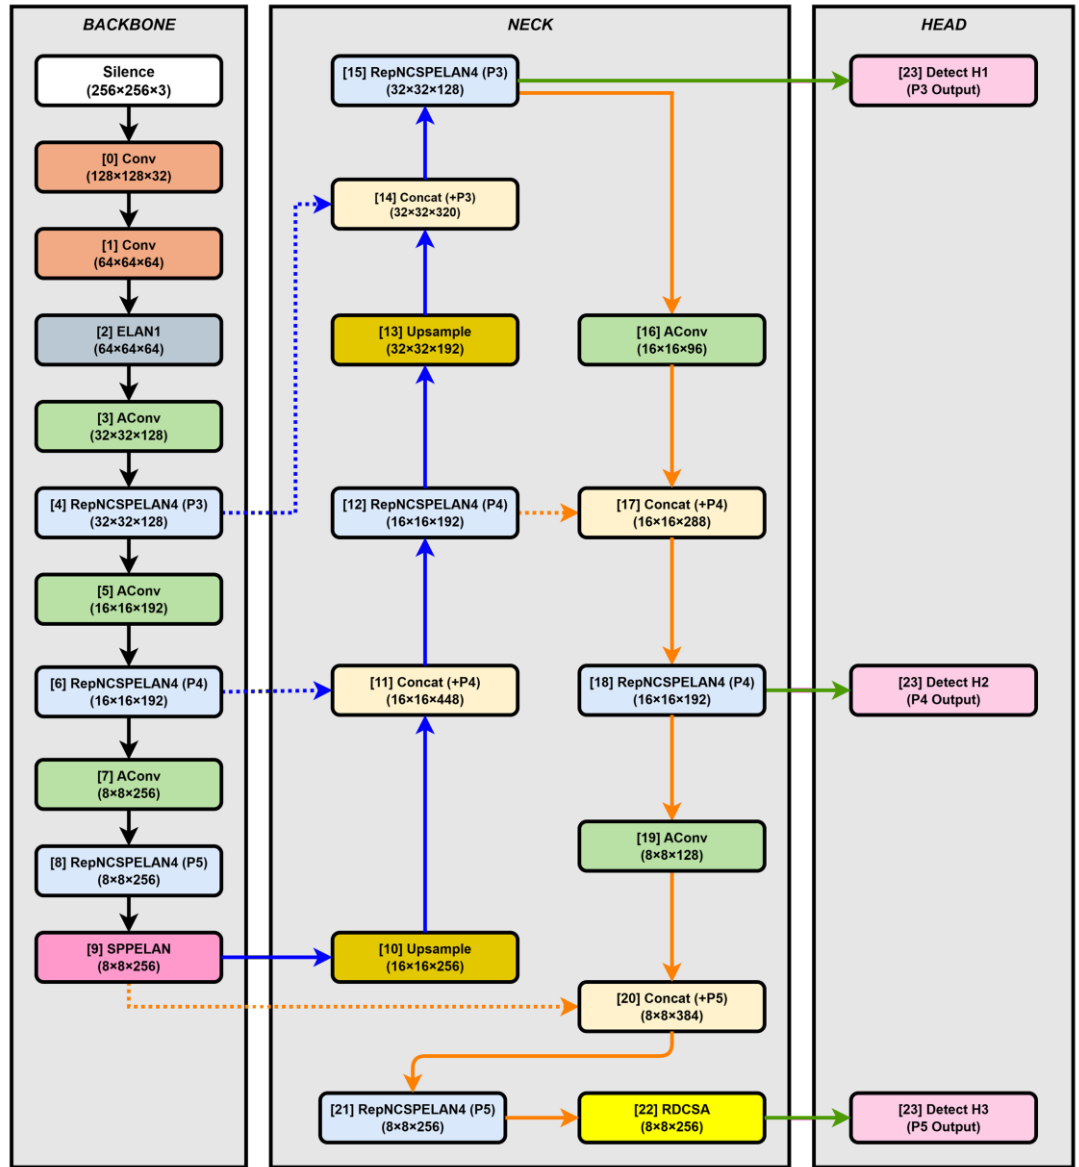 BACKBONE
Silence
(256×256×3)
[0] Conv
(128×128×32)
[1] Conv
(64×64×64)
[2] ELAN1
(64×64×64)
[3] AConv
(32×32×128)
[4] RepNCSPELAN4 (P3)
(32×32×128)
[5] AConv
(16×16×192)
[6] RepNCSPELAN4 (P4)
(16×16×192)
[7] AConv
(8×8×256)
[8] RepNCSPELAN4 (P5)
(8×8×256)
[9] SPPELAN
(8×8×256)
NECK
[15] RepNCSPELAN4 (P3)
(32×32×128)
[14] Concat (+P3)
(32×32×320)
[13] Upsample
(32×32×192)
[12] RepNCSPELAN4 (P4)
(16×16×192)
[11] Concat (+P4)
(16×16×448)
[10] Upsample
(16×16×256)
[16] AConv
(16×16×96)
[17] Concat (+P4)
(16×16×288)
[18] RepNCSPELAN4 (P4)
(16×16×192)
[19] AConv
(8×8×128)
[20] Concat (+P5)
(8×8×384)
[21] RepNCSPELAN4 (P5)
(8×8×256)
[22] RDCSA
(8×8×256)
HEAD
[23] Detect H1
(P3 Output)
[23] Detect H2
(P4 Output)
[23] Detect H3
(P5 Output)